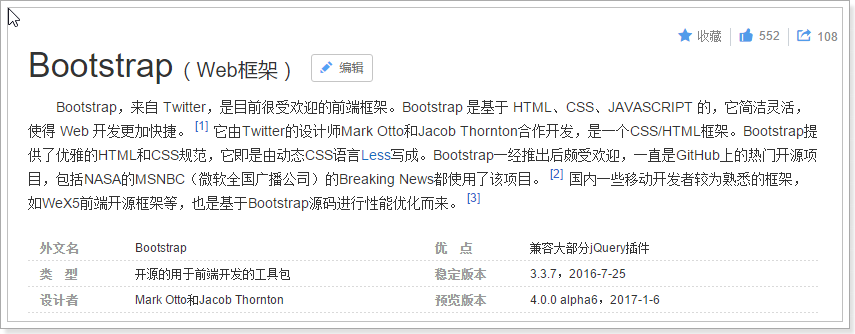 收藏 552 108
Bootstrap（Web框架） 编辑
Bootstrap，来自 Twitter，是目前很受欢迎的前端框架。Bootstrap 是基于 HTML、CSS、JAVASCRIPT 的，它简洁灵活，
使得 Web 开发更加快捷。 [1] 它由Twitter的设计师Mark Otto和Jacob Thornton合作开发，是一个CSS/HTML框架。Bootstrap提
供了优雅的HTML和CSS规范，它即是由动态CSS语言Less写成。Bootstrap一经推出后颇受欢迎，一直是GitHub上的热门开源项
目，包括NASA的MSNBC（微软全国广播公司）的Breaking News都使用了该项目。 [2] 国内一些移动开发者较为熟悉的框架，
如WeX5前端开源框架等，也是基于Bootstrap源码进行性能优化而来。 [3]
外文名 Bootstrap 优 点 兼容大部分jQuery插件
类 型 开源的用于前端开发的工具包 稳定版本 3.3.7，2016-7-25
设计者 Mark Otto和Jacob Thornton 预览版本 4.0.0 alpha6，2017-1-6